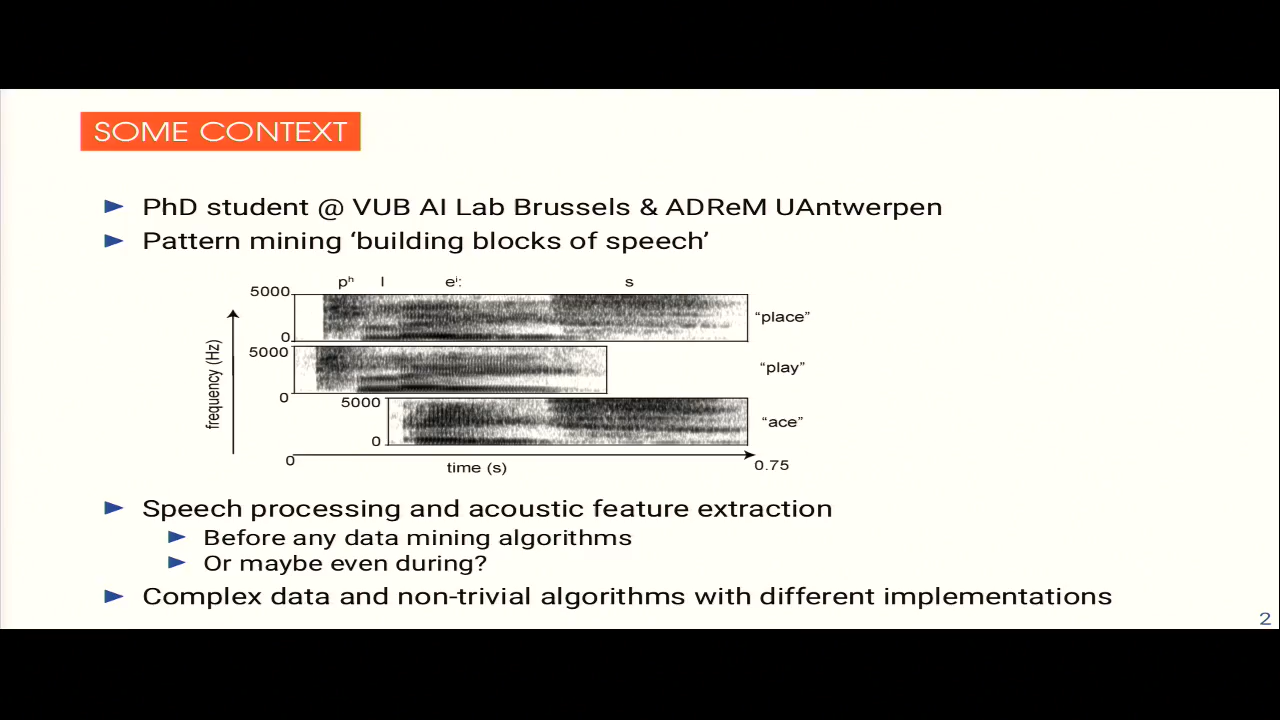 SOME CONTEXT
PhD student @ VUB AI Lab Brussels & ADReM UAntwerpen
Pattern mining ‘building blocks of speech’
pʰ l eⁱ: s
5000
0
“place”
5000
0
“play”
5000
0
“ace”
frequency (Hz)
0
time (s)
0.75
Speech processing and acoustic feature extraction
Before any data mining algorithms
Or maybe even during?
Complex data and non-trivial algorithms with different implementations
2